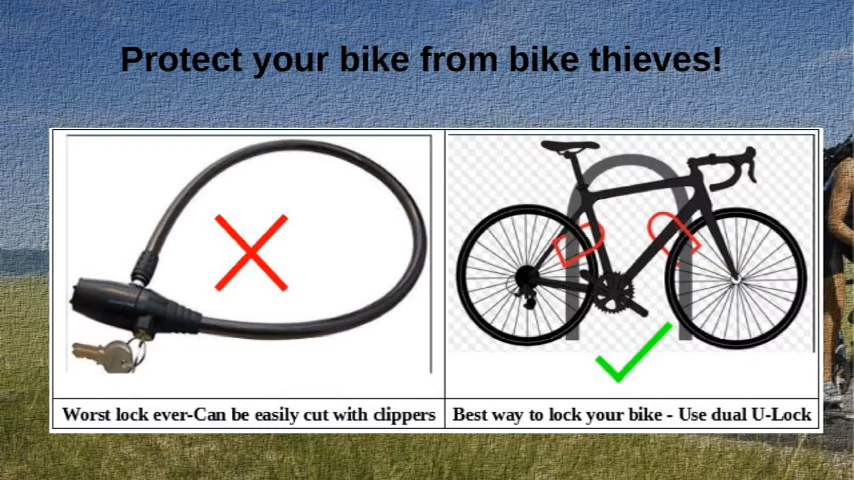 Protect your bike from bike thieves!
Worst lock ever-Can be easily cut with clippers
Best way to lock your bike - Use dual U-Lock